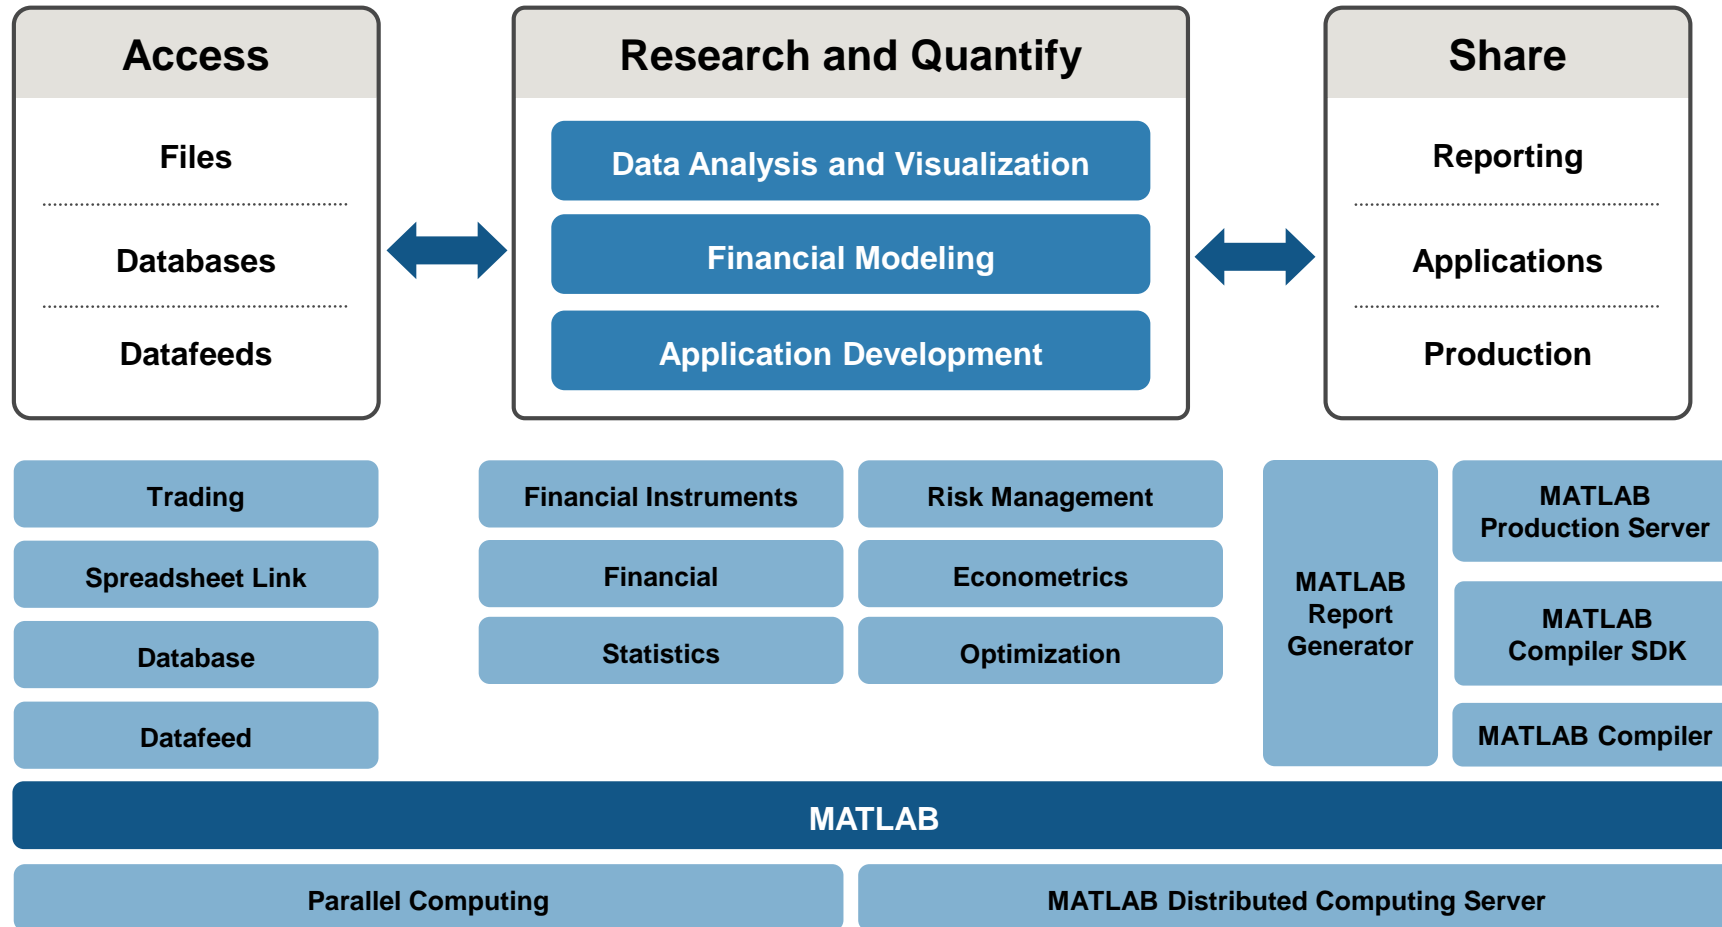 Access
Files
Databases
Datafeeds
Research and Quantify
Data Analysis and Visualization
Financial Modeling
Application Development
Share
Reporting
Applications
Production
Trading
Spreadsheet Link
Database
Datafeed
Financial Instruments
Financial
Statistics
Risk Management
Econometrics
Optimization
MATLAB
Report
Generator
MATLAB
Production Server
MATLAB
Compiler SDK
MATLAB Compiler
MATLAB
Parallel Computing
MATLAB Distributed Computing Server